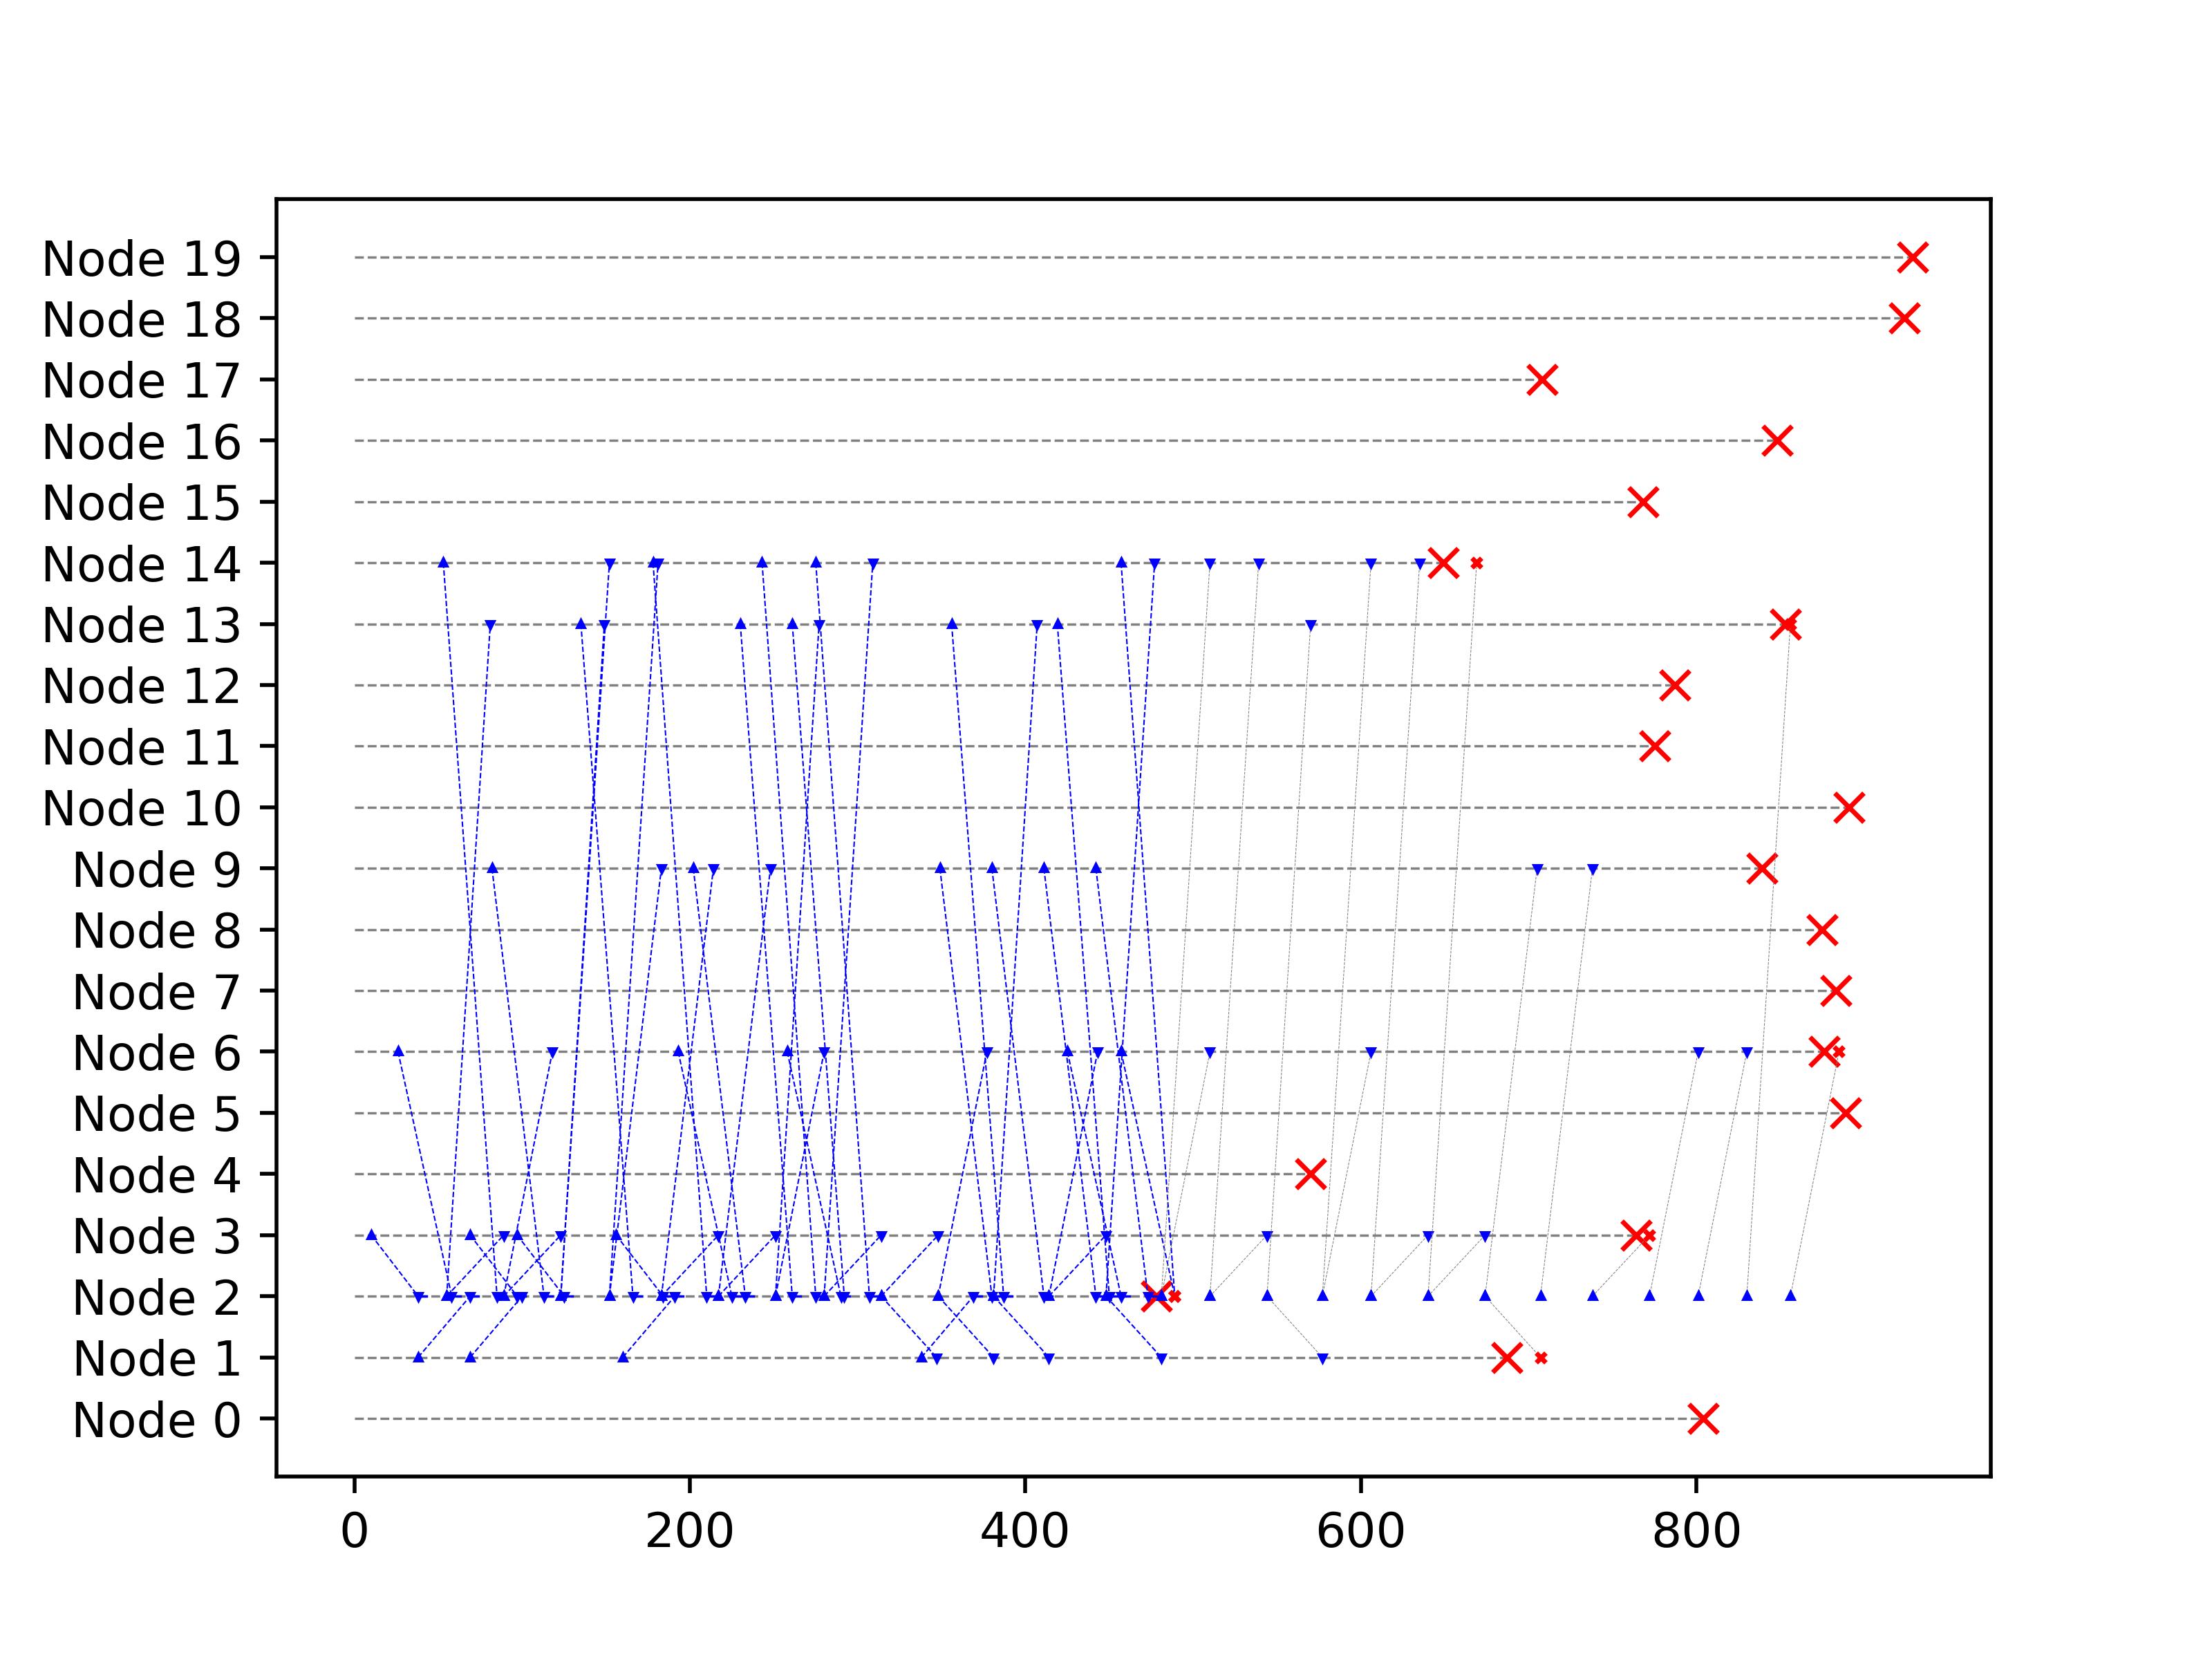 Node 19
Node 18
Node 17
Node 16
Node 15
Node 14
Node 13
Node 12
Node 11
Node 10
Node 9
Node 8
Node 7
Node 6
Node 5
Node 4
Node 3
Node 2
Node 1
Node 0
0 200 400 600 800